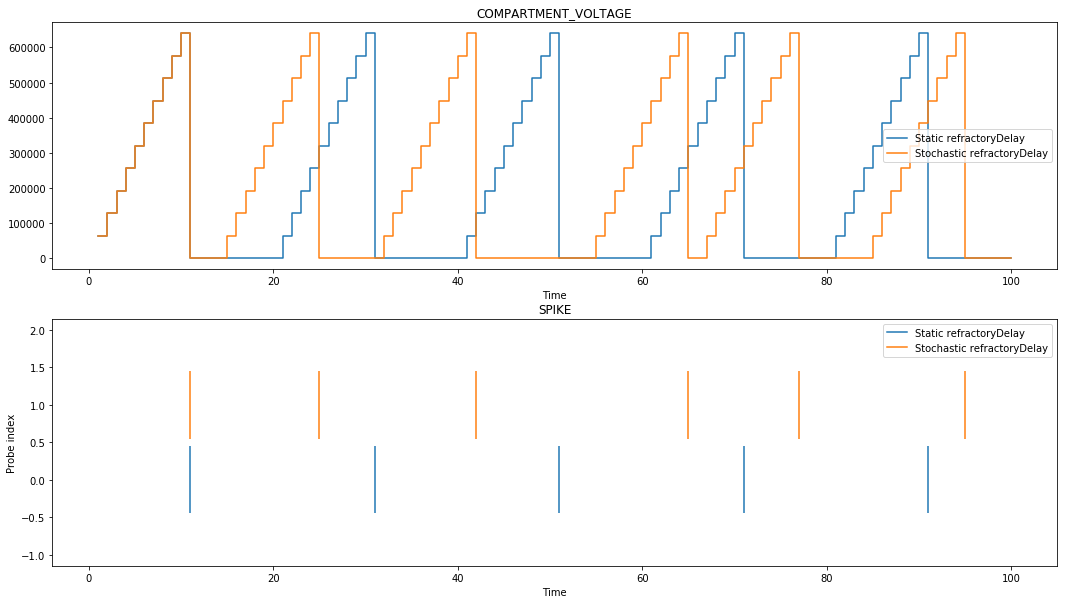 COMPARTMENT_VOLTAGE
600000
500000
400000
300000
200000
100000
0
Static refractoryDelay
Stochastic refractoryDelay
0 20 40 60 80 100
Time
SPIKE
2.0
1.5
1.0
0.5
0.0
−0.5
−1.0
Probe index
Static refractoryDelay
Stochastic refractoryDelay
0 20 40 60 80 100
Time